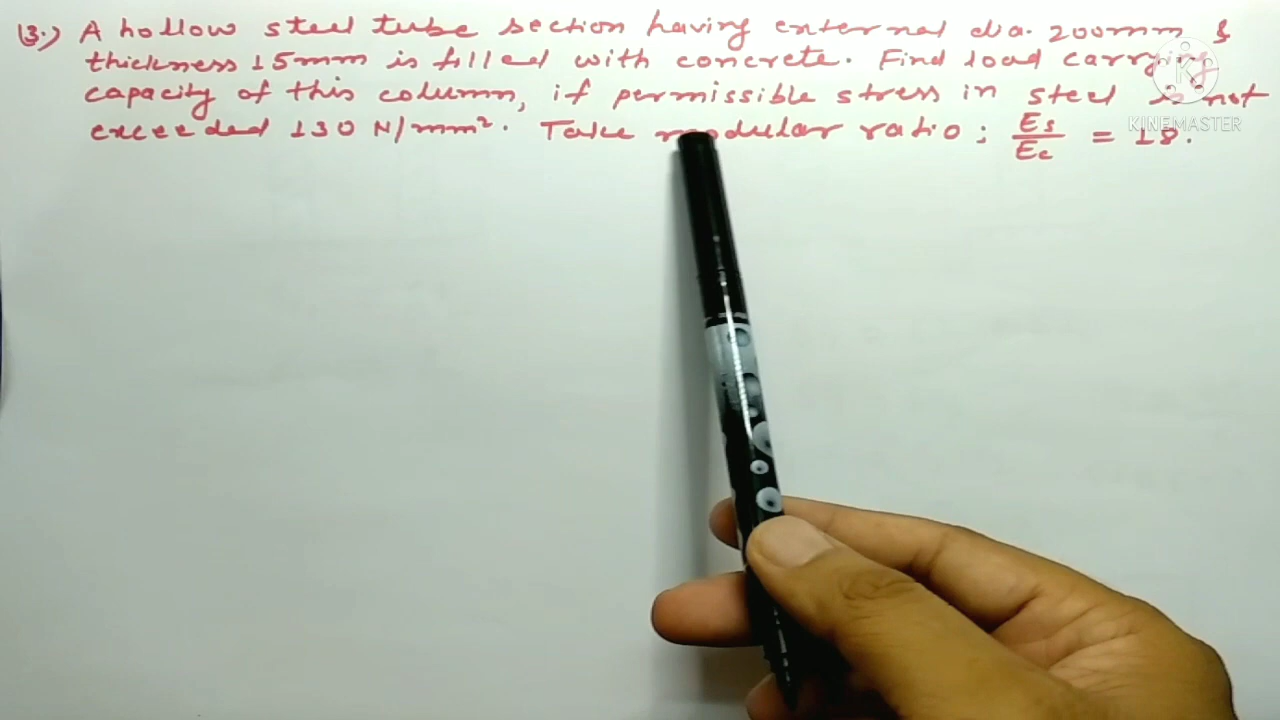 (3.) A hollow steel tube section having external dia. 200mm &
thickness 15mm is filled with concrete. Find load carrying
capacity of this column, if permissible stress in steel is not
exceeded 130 N/mm². Take modular ratio; Es/Ec = 18.
KINEMASTER